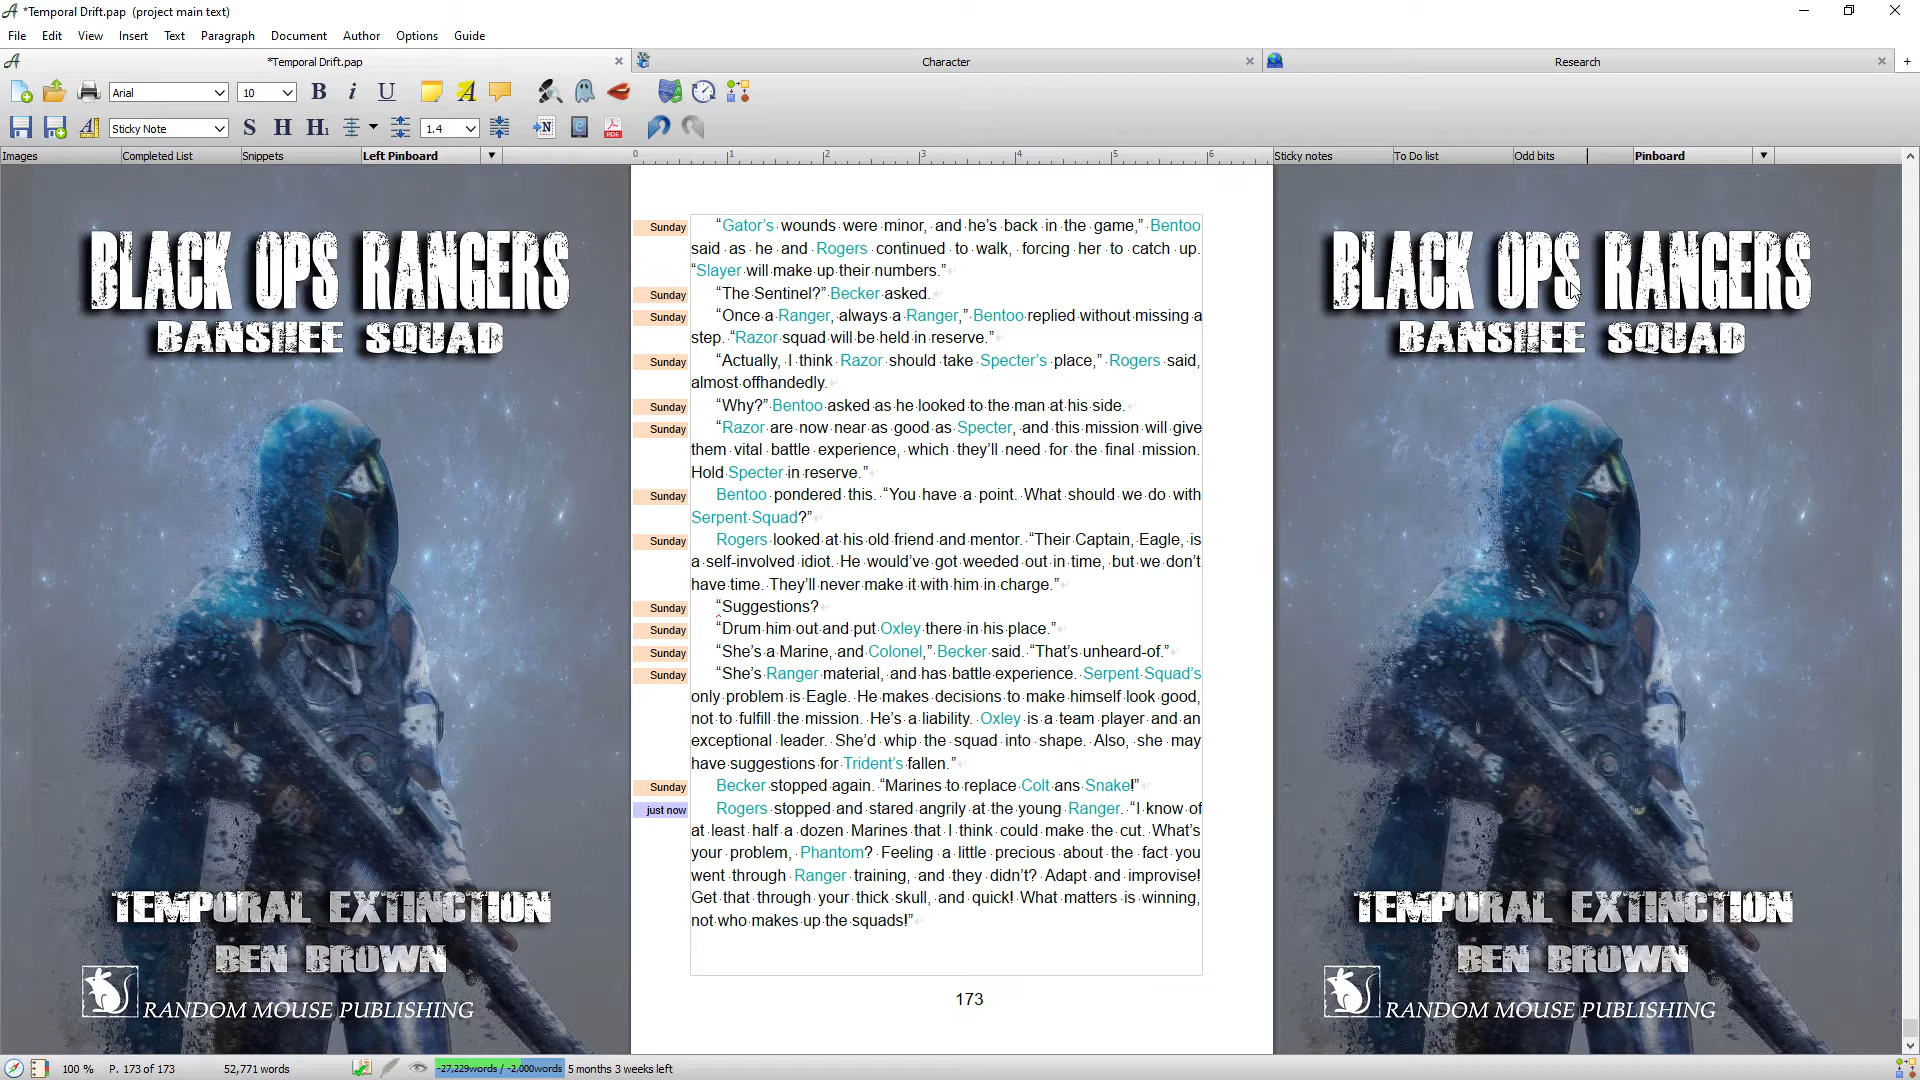 *Temporal Drift.pap  (project main text)
File Edit View Insert Text Paragraph Document Author Options Guide
*Temporal Drift.pap
Character
Research
Arial
10
B i U
A
Sticky Note
S H H1
1.4
N
PDF
Images
Completed List
Snippets
Left Pinboard
0 1 2 3 4 5 6
Sticky notes
To Do list
Odd bits
Pinboard
BLACK OPS RANGERS
BANSHEE SQUAD
TEMPORAL EXTINCTION
BEN BROWN
RANDOM MOUSE PUBLISHING
Sunday
“Gator’s wounds were minor, and he’s back in the game,” Bentoo
said as he and Rogers continued to walk, forcing her to catch up.
“Slayer will make up their numbers.”
Sunday
“The Sentinel?” Becker asked.
Sunday
“Once a Ranger, always a Ranger,” Bentoo replied without missing a
step. “Razor squad will be held in reserve.”
Sunday
“Actually, I think Razor should take Specter’s place,” Rogers said,
almost offhandedly.
Sunday
“Why?” Bentoo asked as he looked to the man at his side.
Sunday
“Razor are now near as good as Specter, and this mission will give
them vital battle experience, which they’ll need for the final mission.
Hold Specter in reserve.”
Sunday
Bentoo pondered this. “You have a point. What should we do with
Serpent Squad?”
Sunday
Rogers looked at his old friend and mentor. “Their Captain, Eagle, is
a self-involved idiot. He would’ve got weeded out in time, but we don’t
have time. They’ll never make it with him in charge.”
Sunday
“Suggestions?
Sunday
“Drum him out and put Oxley there in his place.”
Sunday
“She’s a Marine, and Colonel,” Becker said. “That’s unheard-of.”
Sunday
“She’s Ranger material, and has battle experience. Serpent Squad’s
only problem is Eagle. He makes decisions to make himself look good,
not to fulfill the mission. He’s a liability. Oxley is a team player and an
exceptional leader. She’d whip the squad into shape. Also, she may
have suggestions for Trident’s fallen.”
Sunday
Becker stopped again. “Marines to replace Colt ans Snake!”
just now
Rogers stopped and stared angrily at the young Ranger. “I know of
at least half a dozen Marines that I think could make the cut. What’s
your problem, Phantom? Feeling a little precious about the fact you
went through Ranger training, and they didn’t? Adapt and improvise!
Get that through your thick skull, and quick! What matters is winning,
not who makes up the squads!”
173
BLACK OPS RANGERS
BANSHEE SQUAD
TEMPORAL EXTINCTION
BEN BROWN
RANDOM MOUSE PUBLISHING
100 %
P. 173 of 173
52,771 words
-27,229words / -2,000words
5 months 3 weeks left